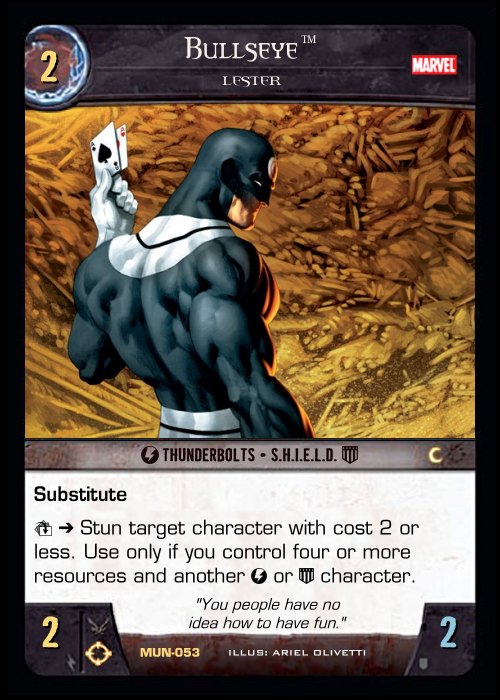 2
BULLSEYE™
LESTER
MARVEL
THUNDERBOLTS • S.H.I.E.L.D.
C
Substitute
➔ Stun target character with cost 2 or
less. Use only if you control four or more
resources and another or character.
"You people have no
idea how to have fun."
2
2
MUN-053 ILLUS: ARIEL OLIVETTI